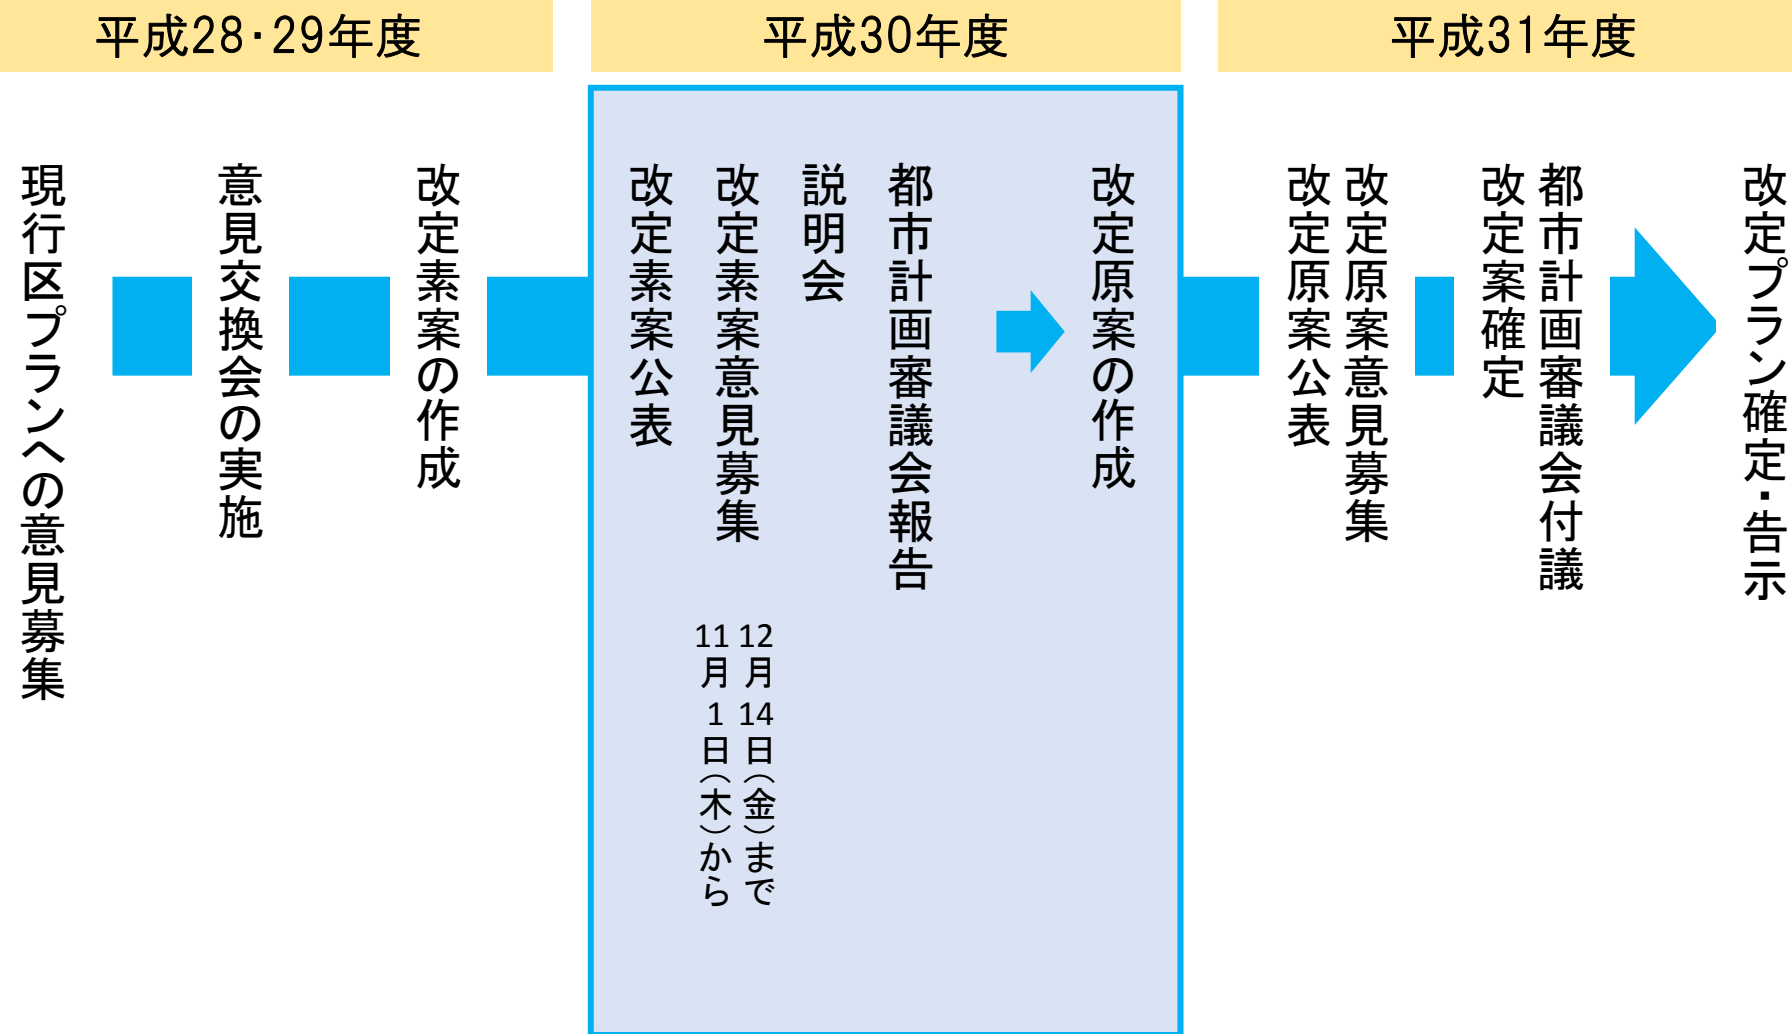 平成28・29年度
現行区プランへの意見募集
意見交換会の実施
改定素案の作成
平成30年度
改定素案公表
改定素案意見募集
11月1日(木)から
12月14日(金)まで
説明会
都市計画審議会報告
改定原案の作成
平成31年度
改定原案公表
改定原案意見募集
改定案確定
都市計画審議会付議
改定プラン確定・告示